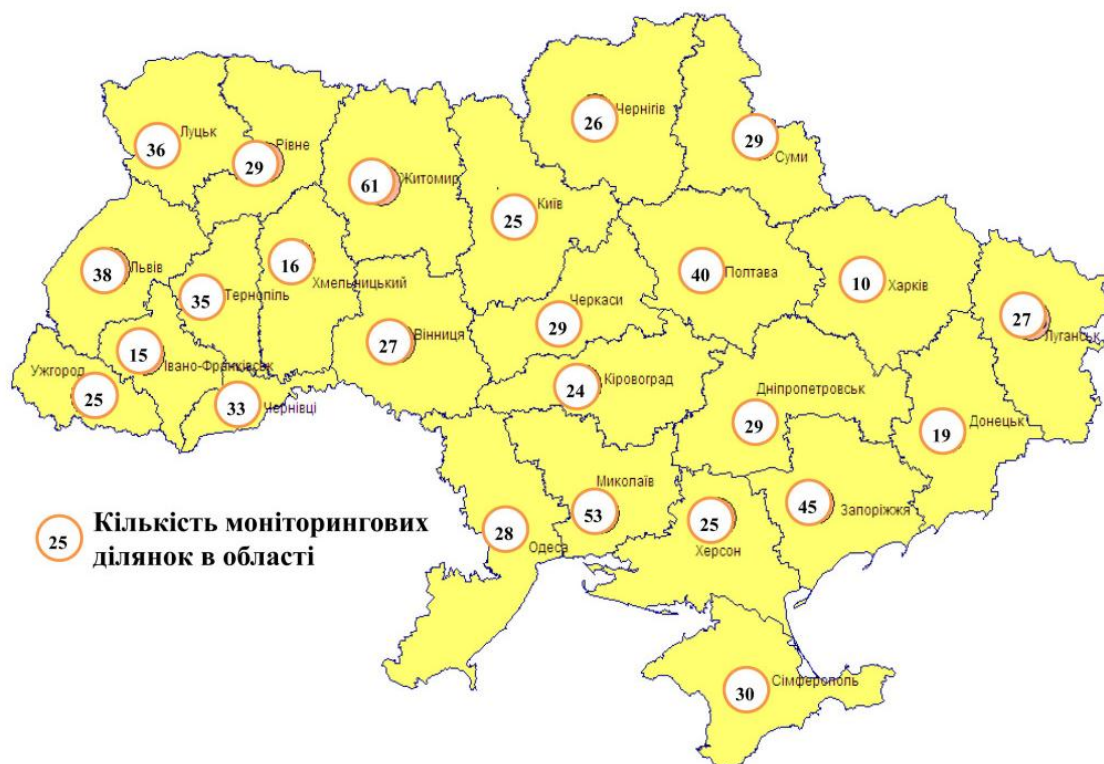 Чернігів
26
Луцьк
36
Рівне
29
29
Суми
Житомир
61
Київ
25
Львів
38
16
Хмельницький
40
Полтава
10
Харків
Тернопіль
35
Черкаси
29
27
Луганськ
Вінниця
27
15
Івано-Франківськ
Ужгород
25
33
Чернівці
Кіровоград
24
Дніпропетровськ
29
Донецьк
19
Миколаїв
53
28
Одеса
25
Херсон
45
Запоріжжя
25
Кількість моніторингових
ділянок в області
Сімферополь
30